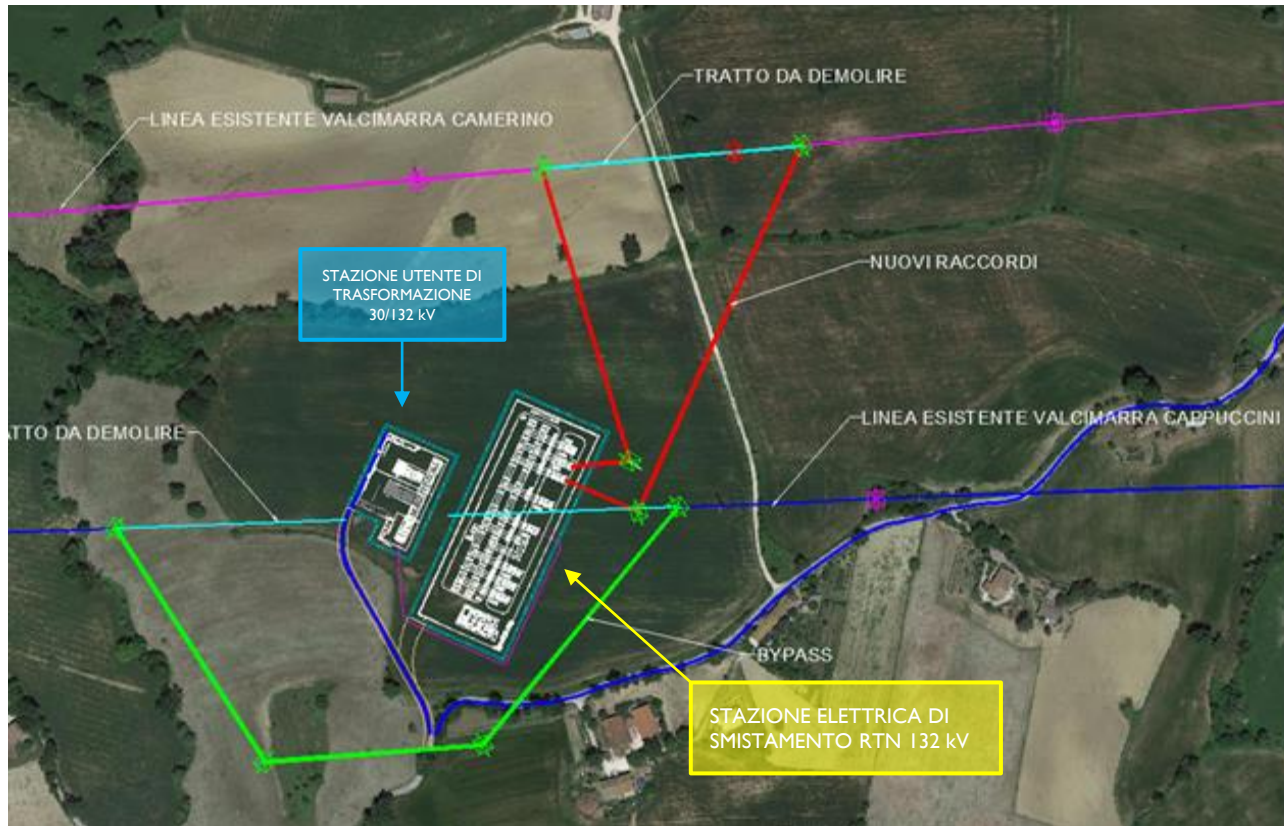 TRATTO DA DEMOLIRE
LINEA ESISTENTE VALCIMARRA CAMERINO
NUOVI RACCORDI
STAZIONE UTENTE DI
TRASFORMAZIONE
30/132 kV
LINEA ESISTENTE VALCIMARRA CAPPUCCINI
ATTO DA DEMOLIRE
BYPASS
STAZIONE ELETTRICA DI
SMISTAMENTO RTN 132 kV